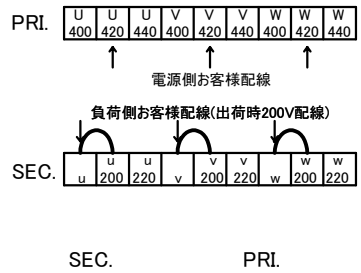 PRI. U 400 U 420 U 440 V 400 V 420 V 440 W 400 W 420 W 440
電源側お客様配線
負荷側お客様配線(出荷時200V配線)
SEC. u u 200 u 220 v v 200 v 220 w w 200 w 220
SEC. PRI.